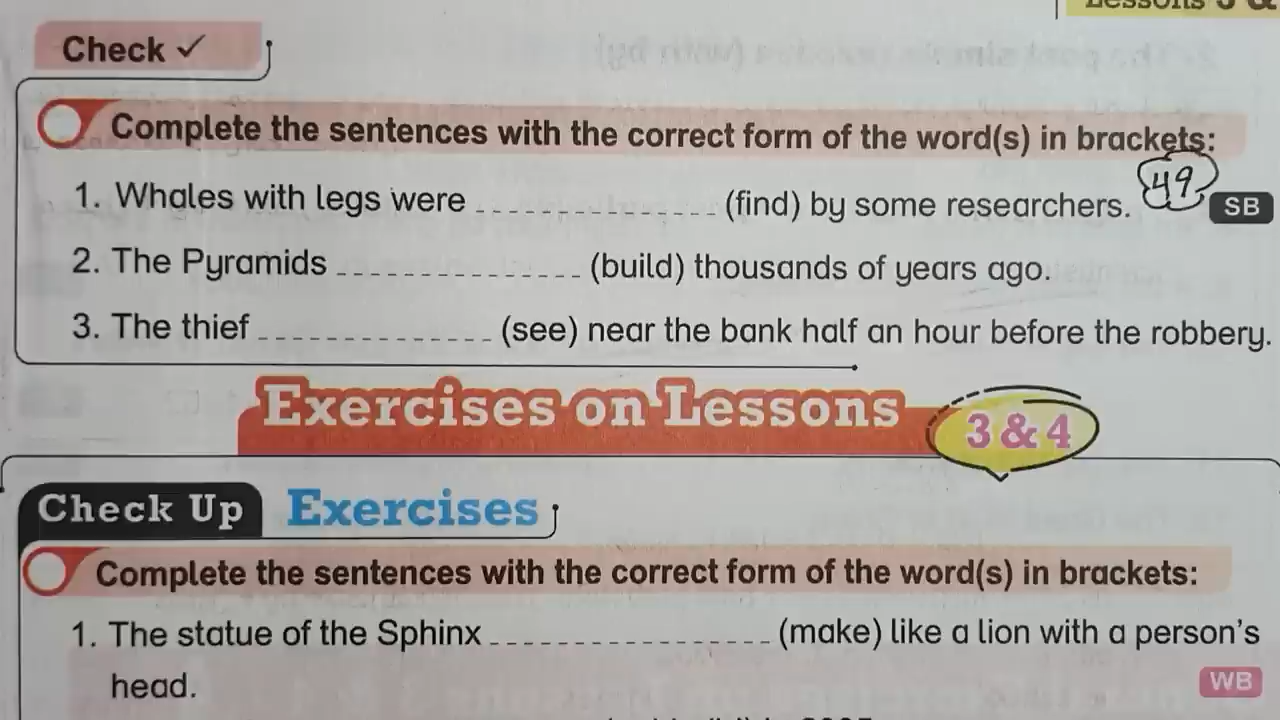 Lessons 3 &
Check ✓
Complete the sentences with the correct form of the word(s) in brackets:
1. Whales with legs were _ _ _ _ _ _ _ _ _ _ _ _ _ (find) by some researchers. 49 SB
2. The Pyramids _ _ _ _ _ _ _ _ _ _ _ _ _ (build) thousands of years ago.
3. The thief _ _ _ _ _ _ _ _ _ _ _ _ _ (see) near the bank half an hour before the robbery.
Exercises on Lessons 3 & 4
Check Up Exercises
Complete the sentences with the correct form of the word(s) in brackets:
1. The statue of the Sphinx _ _ _ _ _ _ _ _ _ _ _ _ _ _ _ (make) like a lion with a person's
head. WB